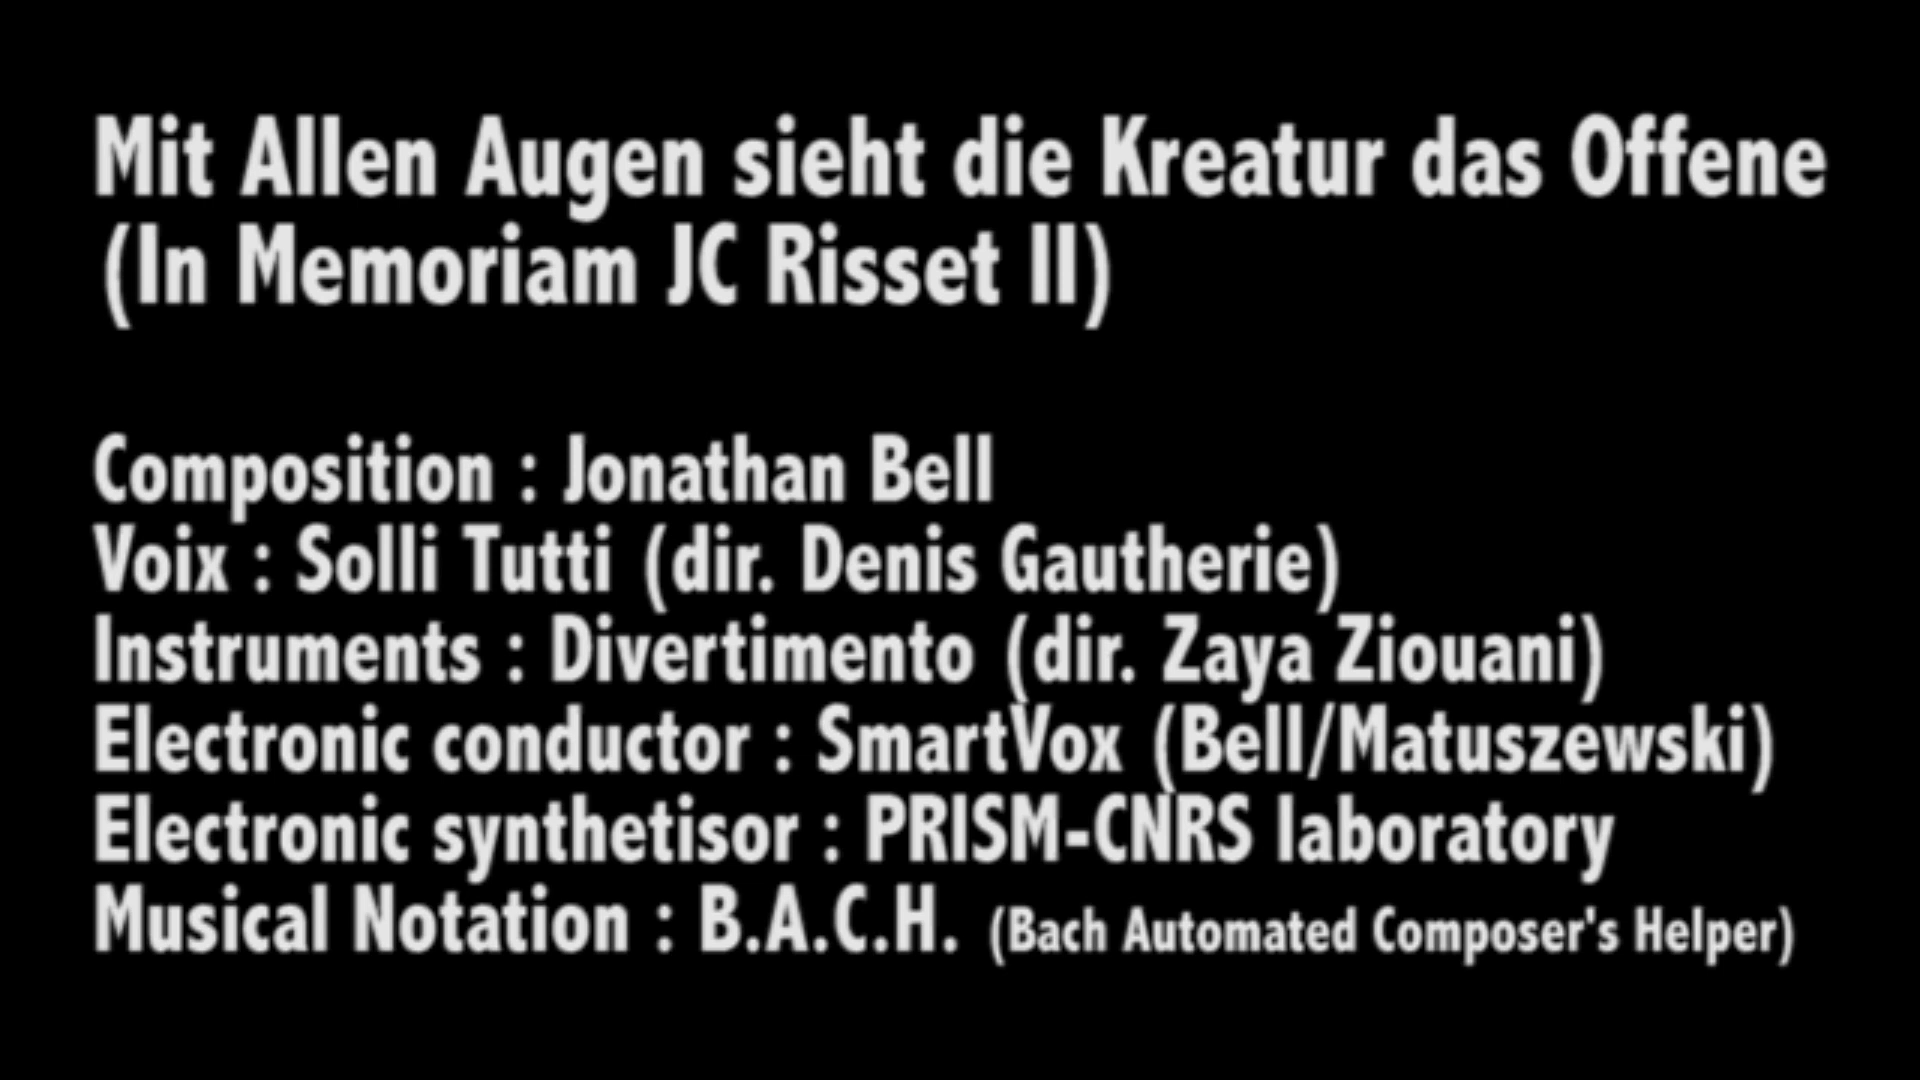 Mit Allen Augen sieht die Kreatur das Offene
(In Memoriam JC Risset II)
Composition : Jonathan Bell
Voix : Solli Tutti (dir. Denis Gautherie)
Instruments : Divertimento (dir. Zaya Ziouani)
Electronic conductor : SmartVox (Bell/Matuszewski)
Electronic synthetisor : PRISM-CNRS laboratory
Musical Notation : B.A.C.H. (Bach Automated Composer's Helper)